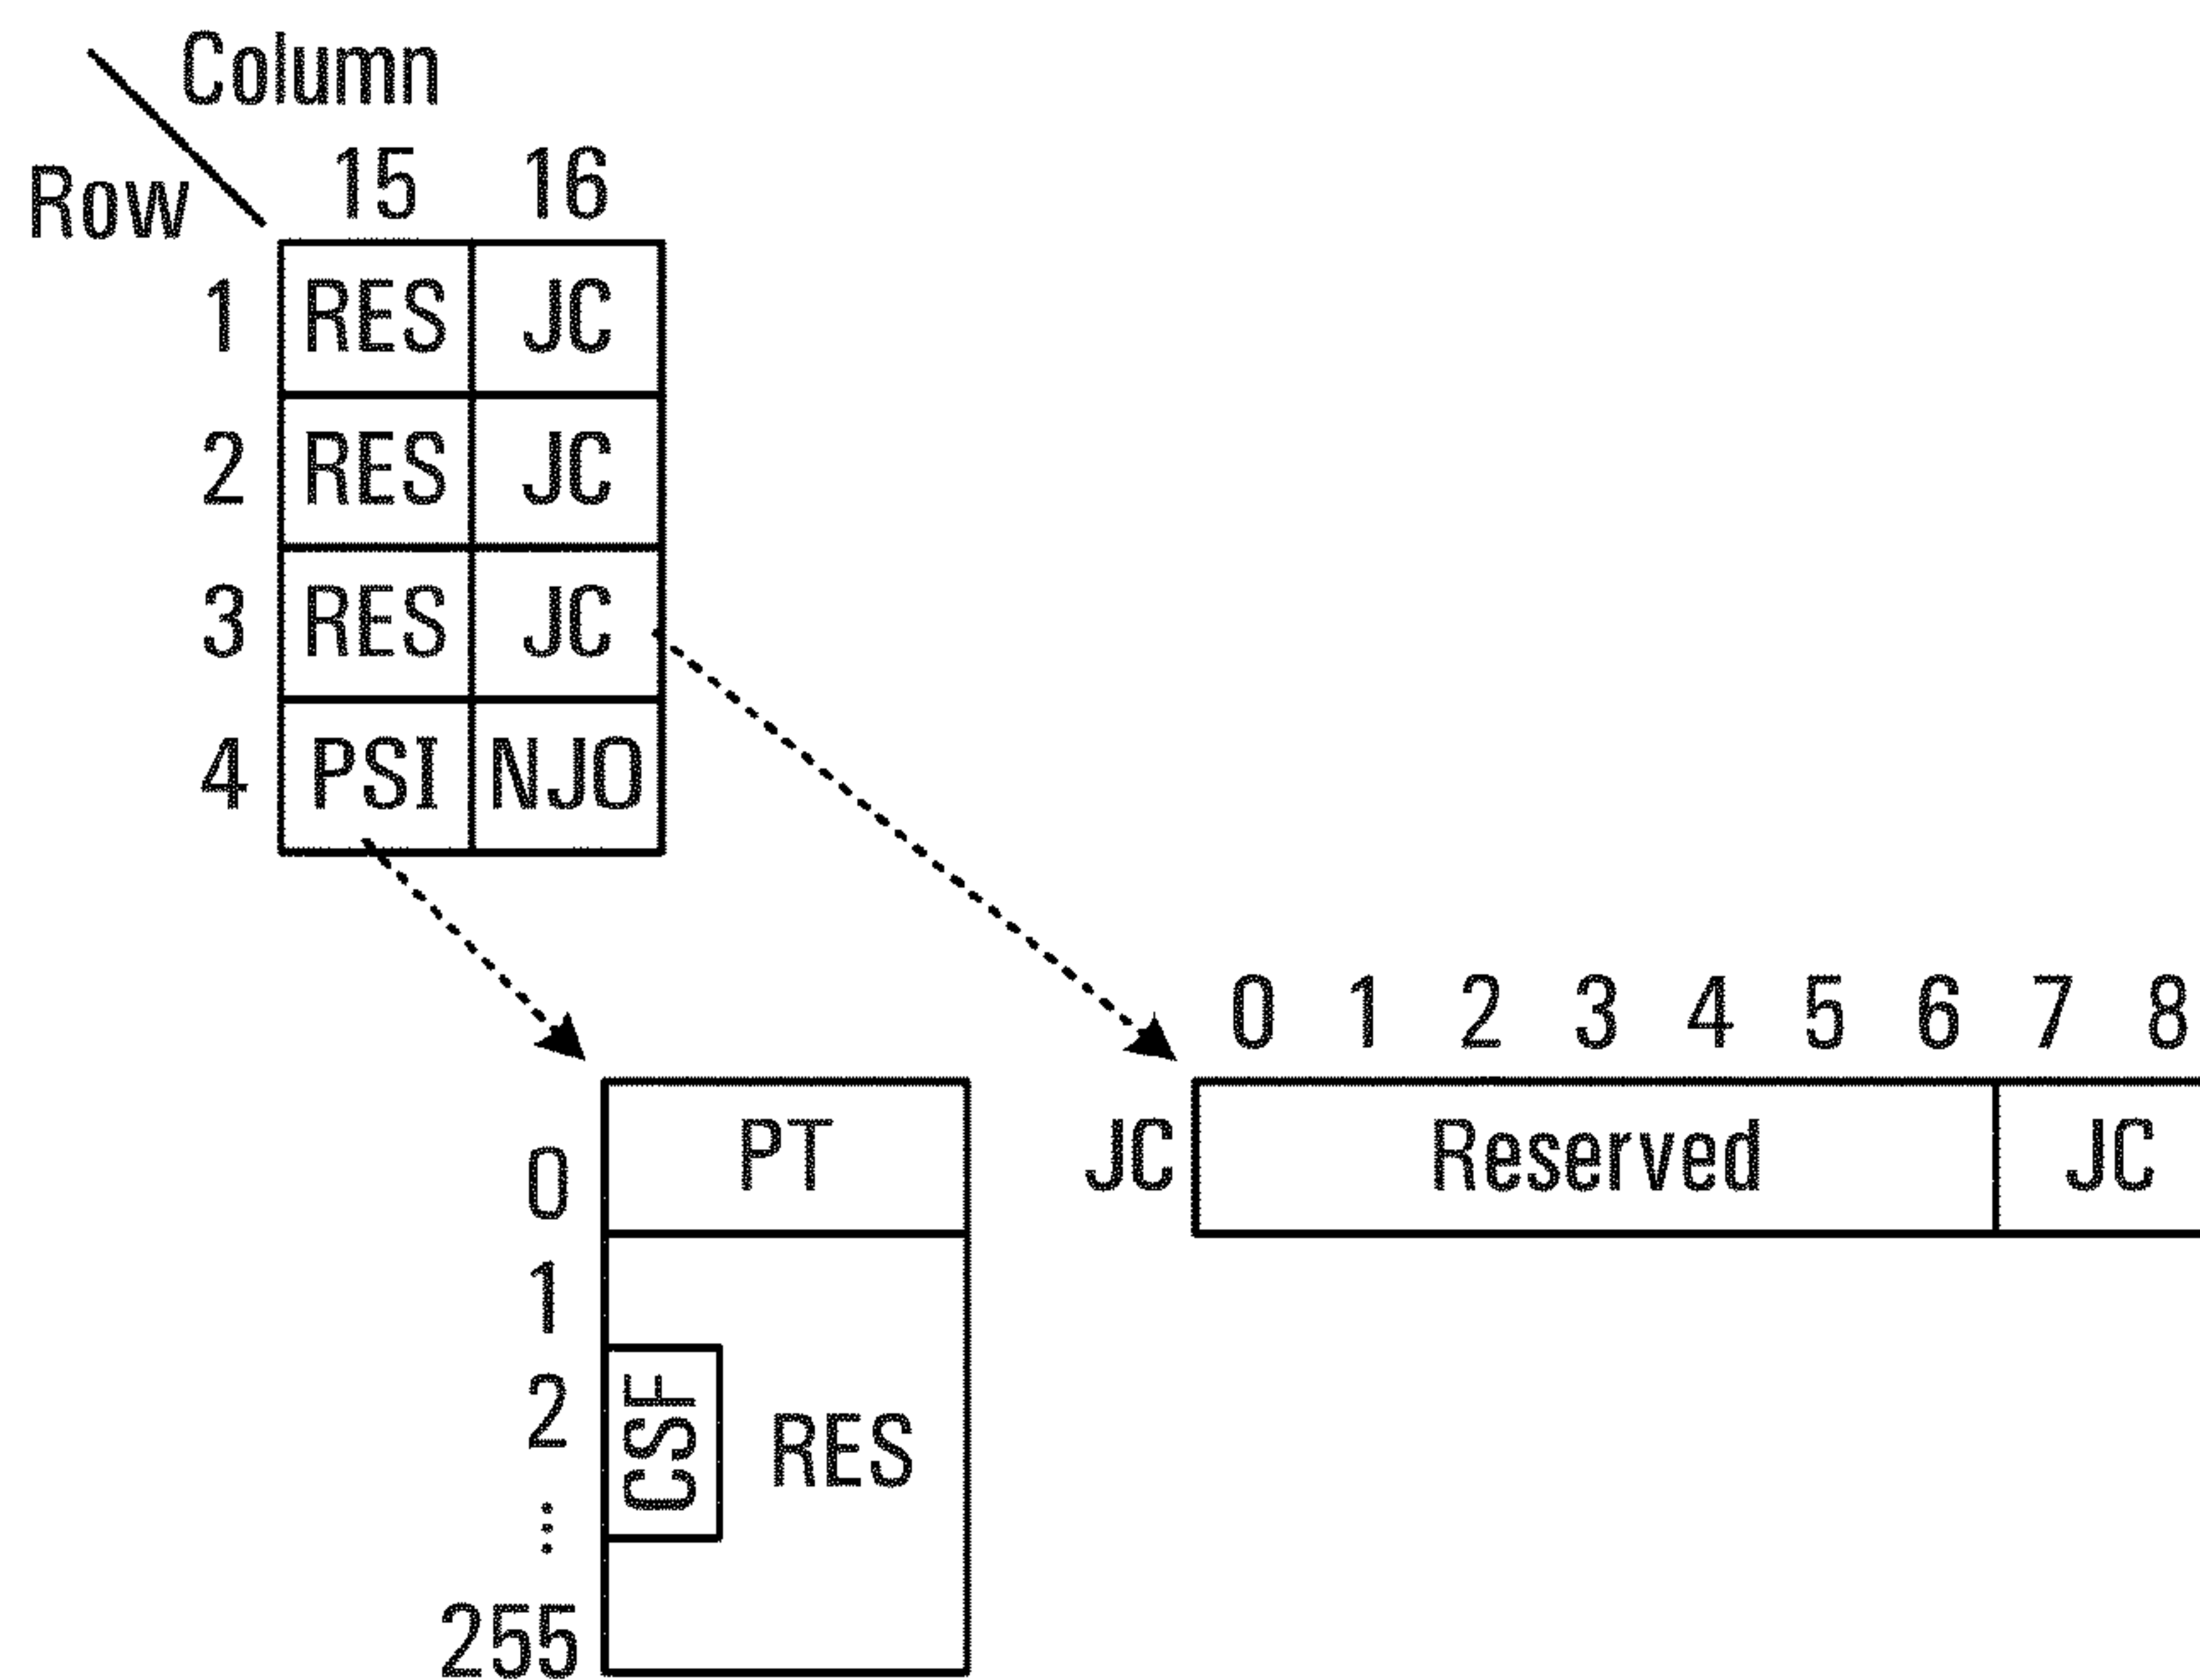 Column
Row
15 16
1 RES JC
2 RES JC
3 RES JC
4 PSI NJO
0 1 2 3 4 5 6 7 8
JC Reserved JC
0 PT
1
2 CSF RES
⋮
255